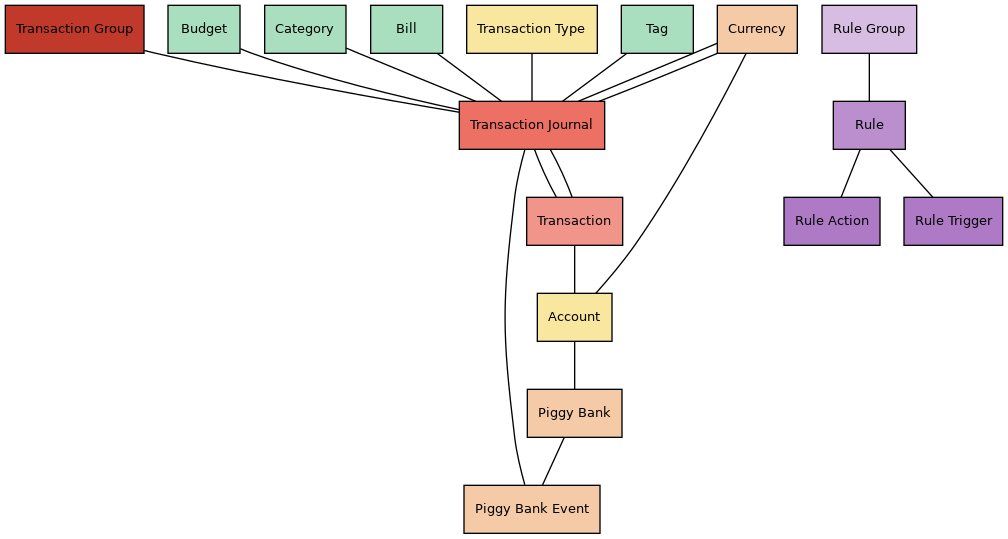 Transaction Group
Budget
Category
Bill
Transaction Type
Tag
Currency
Rule Group
Transaction Journal
Rule
Transaction
Rule Action
Rule Trigger
Account
Piggy Bank
Piggy Bank Event